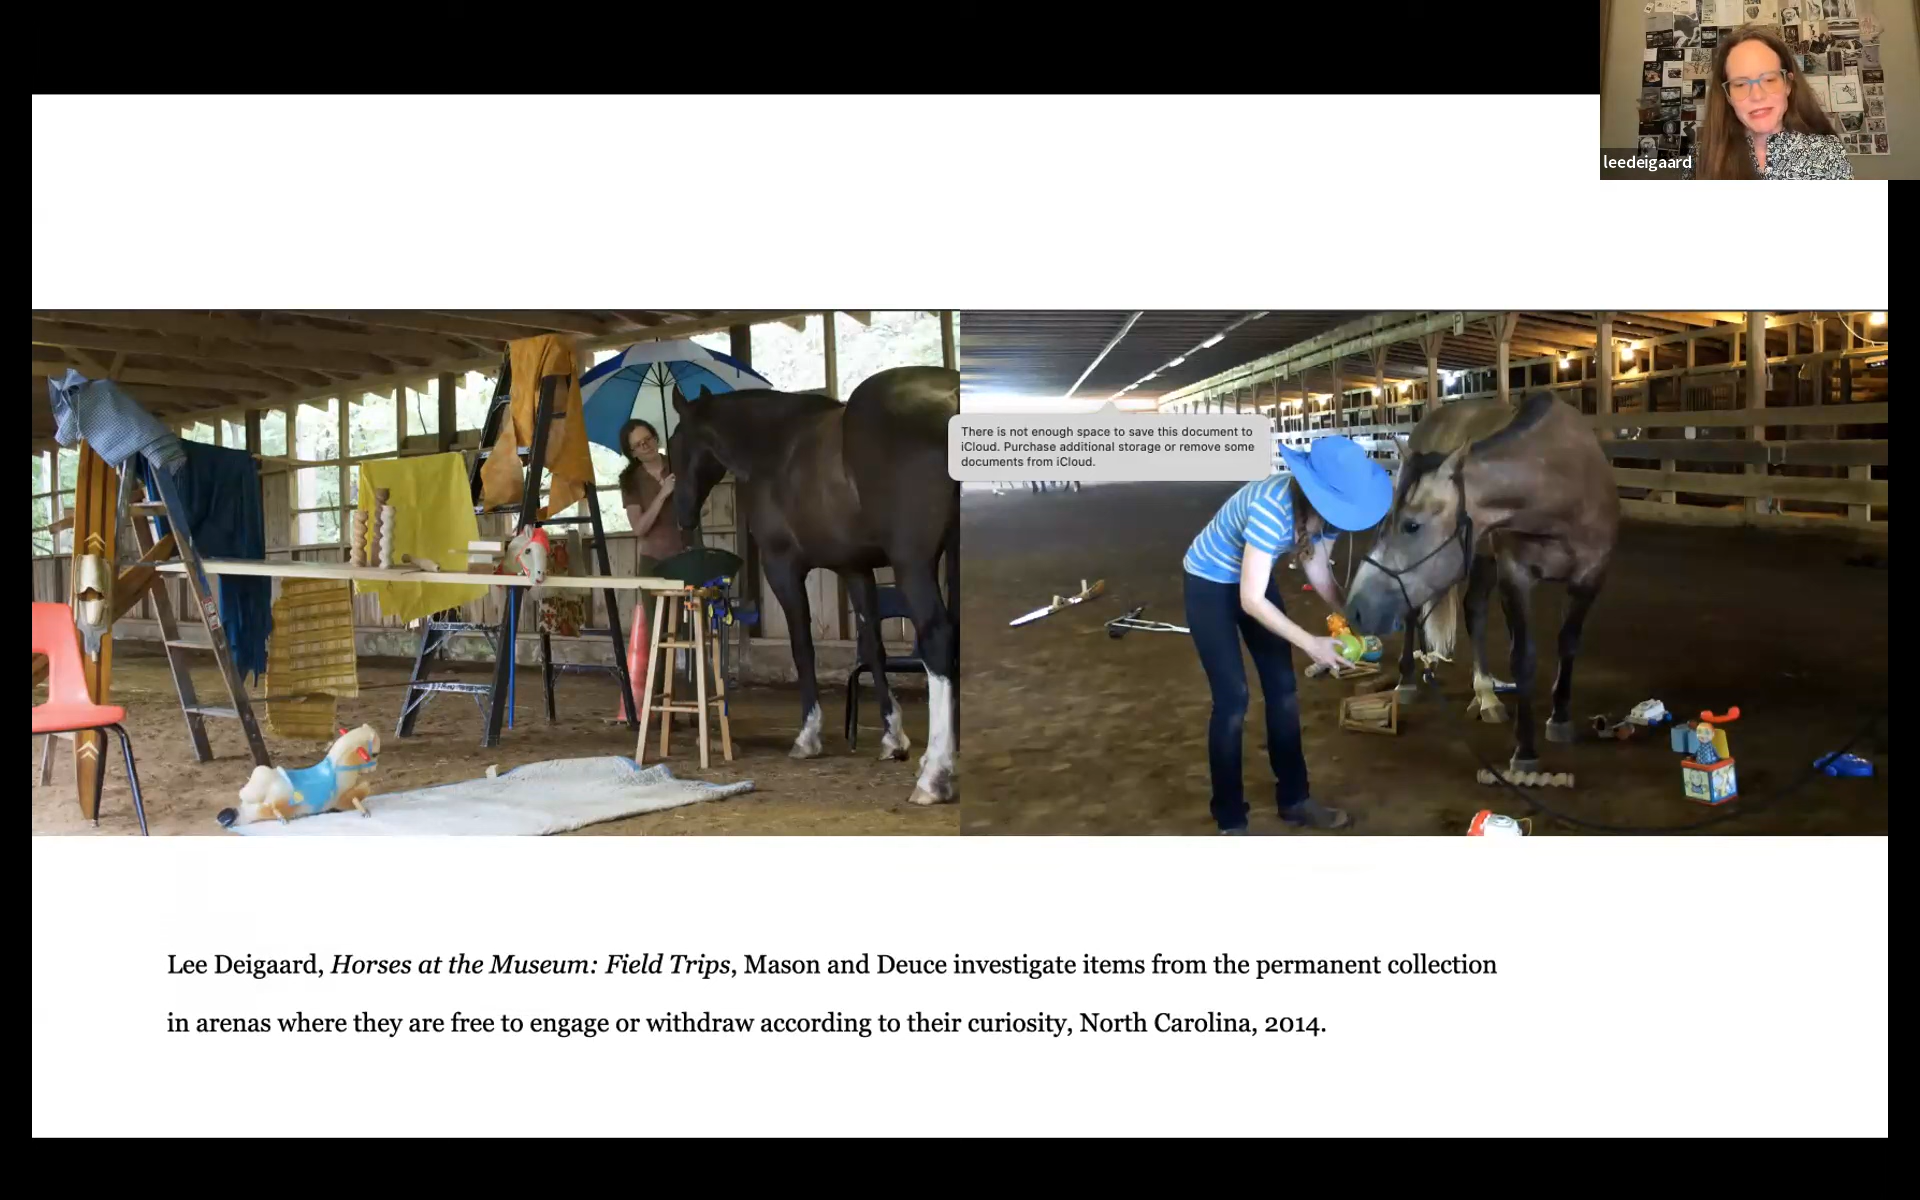 leedeigaard
There is not enough space to save this document to
iCloud. Purchase additional storage or remove some
documents from iCloud.
Lee Deigaard, Horses at the Museum: Field Trips, Mason and Deuce investigate items from the permanent collection
in arenas where they are free to engage or withdraw according to their curiosity, North Carolina, 2014.